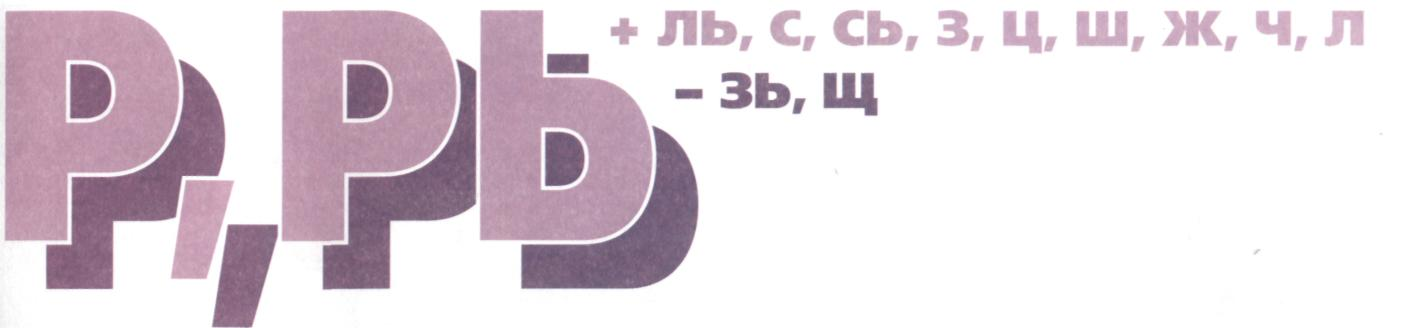 Р, РЬ
+ ЛЬ, С, СЬ, З, Ц, Ш, Ж, Ч, Л
– ЗЬ, Щ